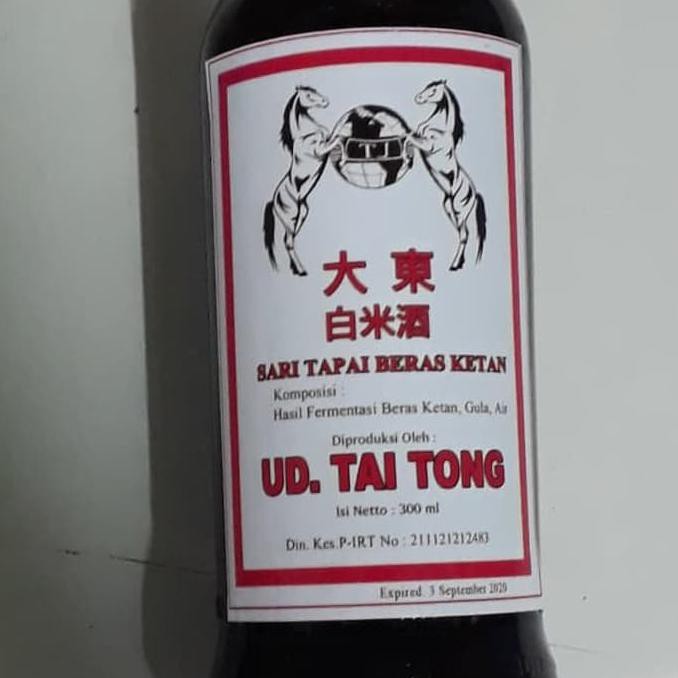 TJ
大東
白米酒
SARI TAPAI BERAS KETAN
Komposisi :
Hasil Fermentasi Beras Ketan, Gula, Air
Diproduksi Oleh :
UD. TAI TONG
Isi Netto : 300 ml
Din. Kes.P-IRT No : 211121212483
Expired. 3 September 2020